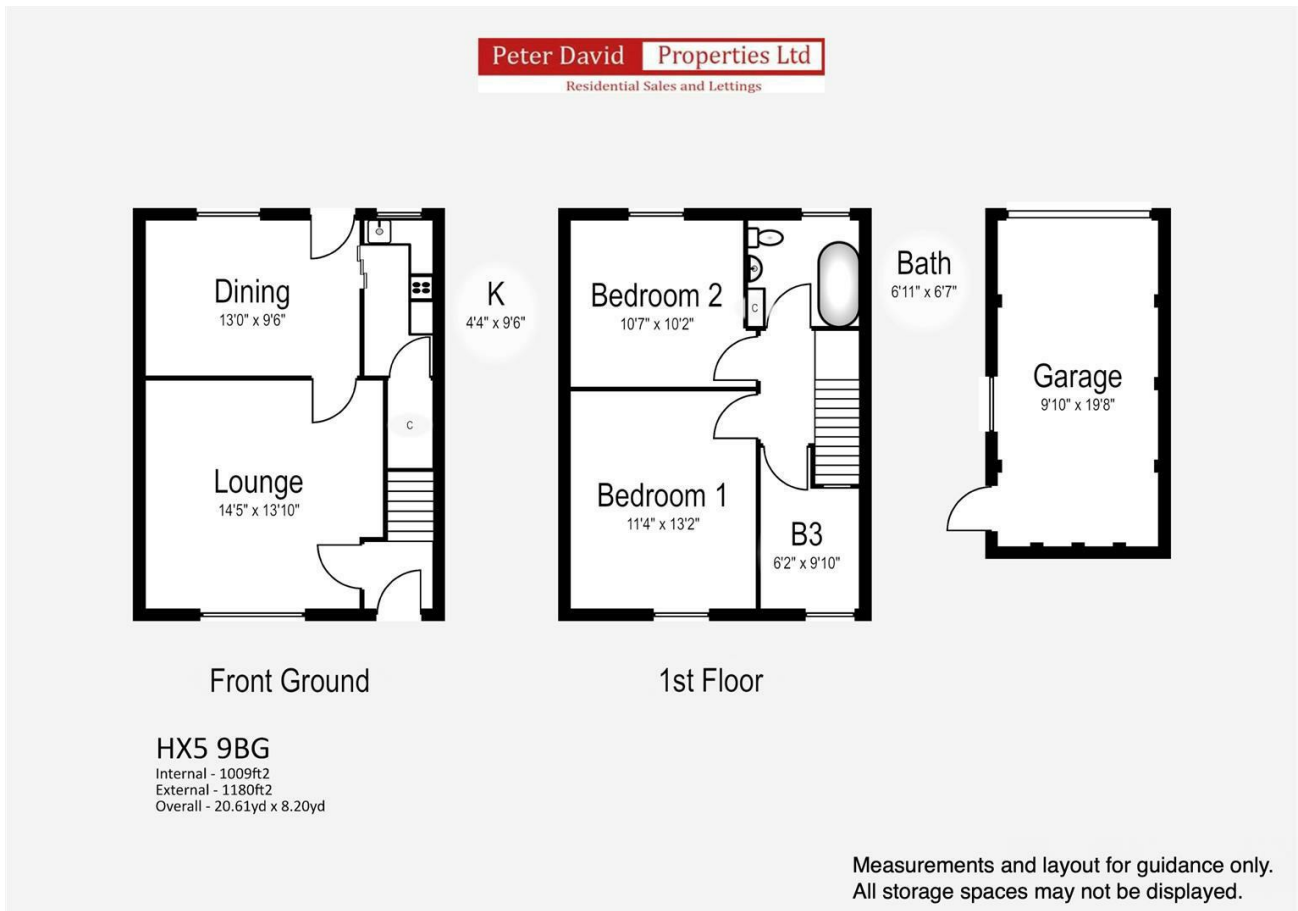 Peter David Properties Ltd
Residential Sales and Lettings
Dining
13'0" x 9'6"
K
4'4" x 9'6"
C
Lounge
14'5" x 13'10"
Front Ground
Bedroom 2
10'7" x 10'2"
C
Bath
6'11" x 6'7"
Bedroom 1
11'4" x 13'2"
B3
6'2" x 9'10"
1st Floor
Garage
9'10" x 19'8"
HX5 9BG
Internal - 1009ft2
External - 1180ft2
Overall - 20.61yd x 8.20yd
Measurements and layout for guidance only.
All storage spaces may not be displayed.